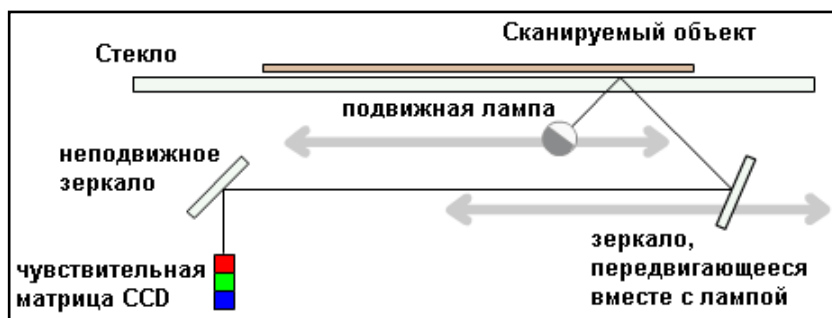 Сканируемый объект
Стекло
подвижная лампа
неподвижное
зеркало
чувствительная
матрица CCD
зеркало,
передвигающееся
вместе с лампой